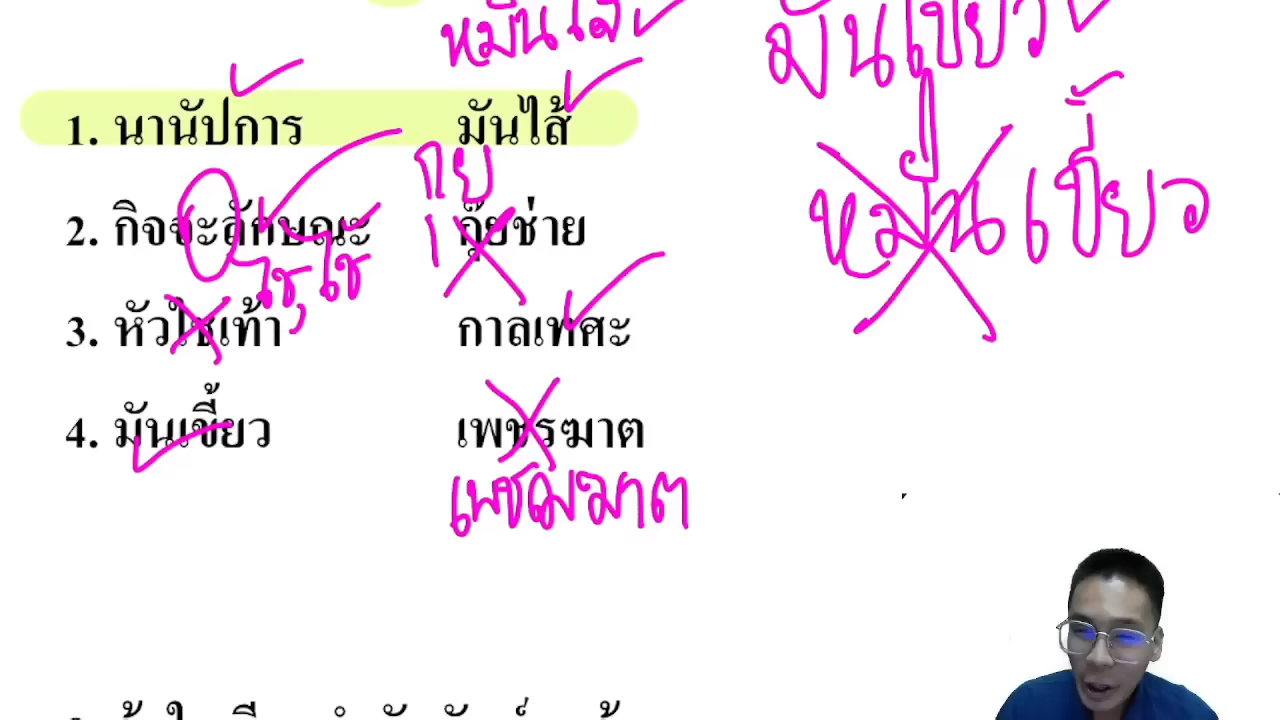 หมั่นไส้ มันเขี้ยว
1. นานัปการ มันไส้
กุย หมั่นเขี้ยว
2. กิจจะลักษณะ กุ๊ยช่าย
ไช, ไช้
3. หัวไชเท้า กาลเทศะ
4. มันเขี้ยว เพชรฆาต
เพชฌฆาต